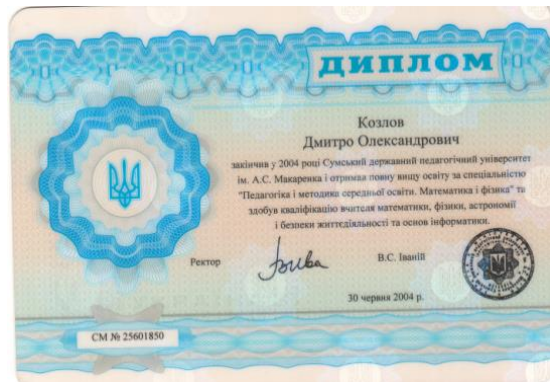 ДИПЛОМ
Козлов
Дмитро Олександрович
закінчив у 2004 році Сумський державний педагогічний університет
ім. А.С. Макаренка і отримав повну вищу освіту за спеціальністю
"Педагогіка і методика середньої освіти. Математика і фізика" та
здобув кваліфікацію вчителя математики, фізики, астрономії
і безпеки життєдіяльності та основ інформатики.
Ректор В.С. Іваній
30 червня 2004 р.
СМ № 25601850